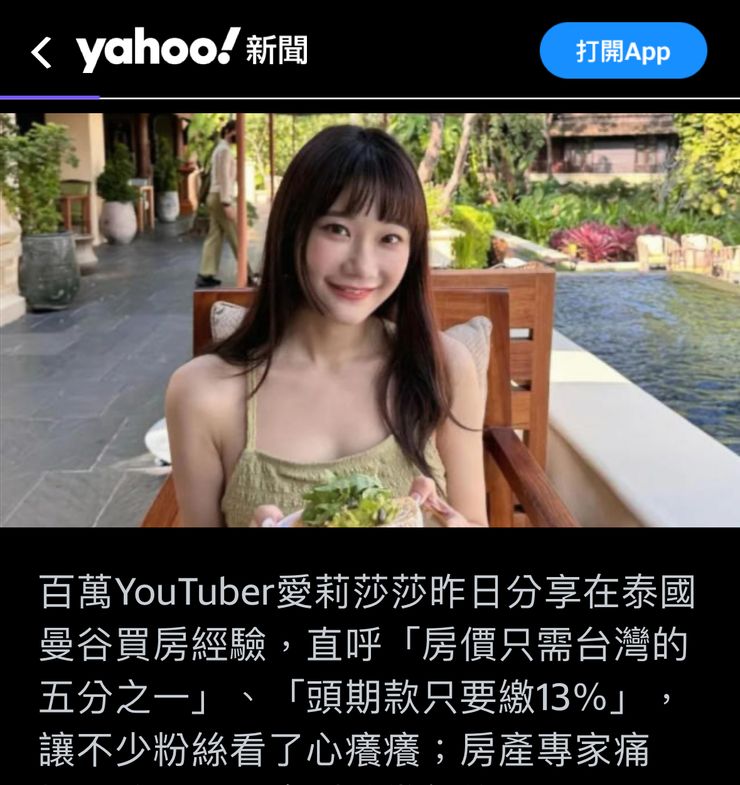 yahoo!新聞
打開App
百萬YouTuber愛莉莎莎昨日分享在泰國
曼谷買房經驗，直呼「房價只需台灣的
五分之一」、「頭期款只要繳13%」，
讓不少粉絲看了心癢癢；房產專家痛